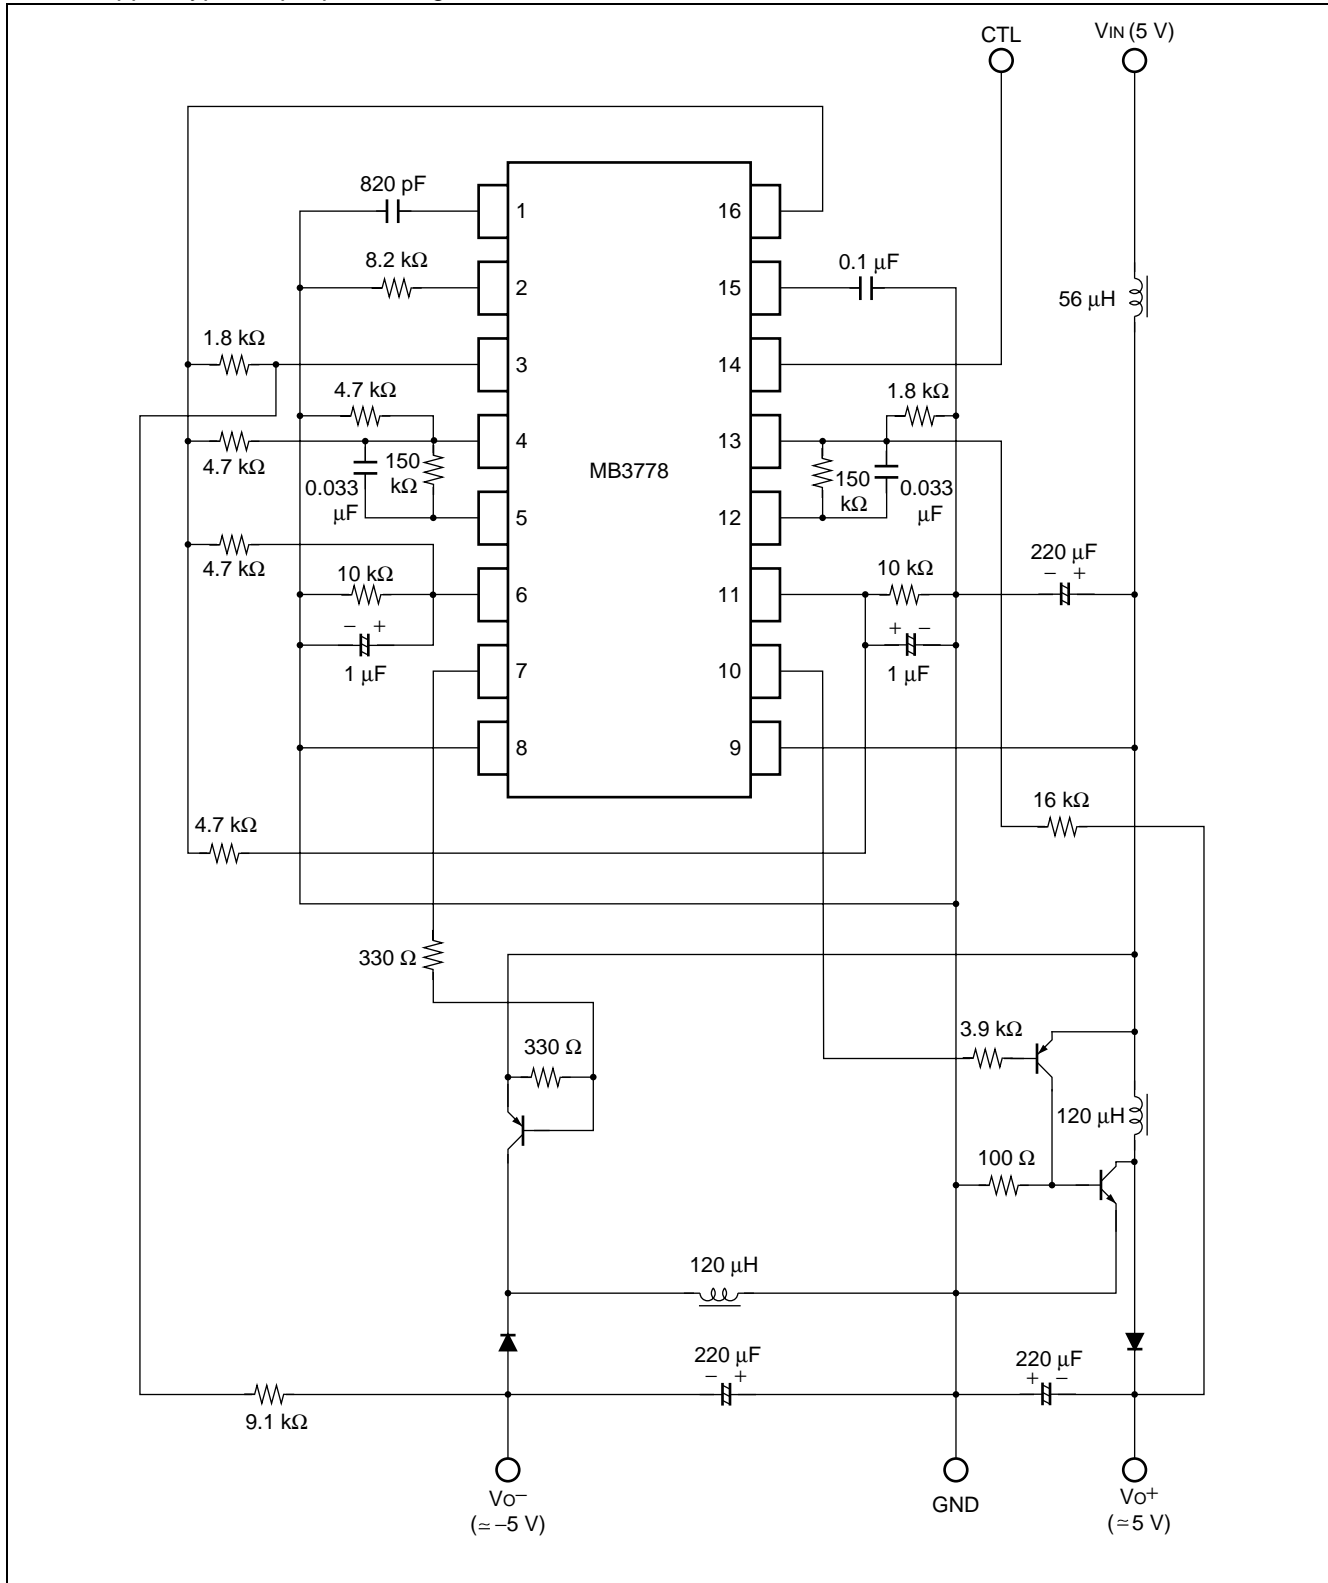 CTL
VIN (5 V)
820 pF
1
16
8.2 kΩ
0.1 µF
2
15
56 µH
1.8 kΩ
3
14
4.7 kΩ
1.8 kΩ
4
13
4.7 kΩ
150
kΩ
0.033
µF
MB3778
150
kΩ
0.033
µF
5
12
4.7 kΩ
220 µF
− +
10 kΩ
10 kΩ
6
11
− +
1 µF
+ −
1 µF
7
10
8
9
16 kΩ
4.7 kΩ
330 Ω
3.9 kΩ
330 Ω
120 µH
100 Ω
120 µH
220 µF
− +
220 µF
+ −
9.1 kΩ
VO−
(≃ −5 V)
GND
VO+
(≃ 5 V)